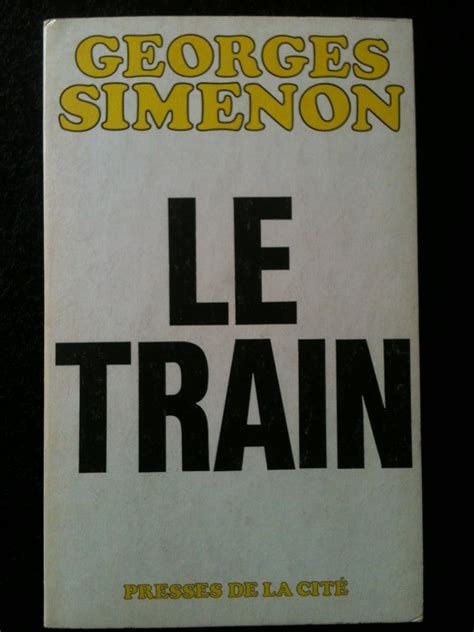 GEORGES
SIMENON
LE
TRAIN
PRESSES DE LA CITÉ